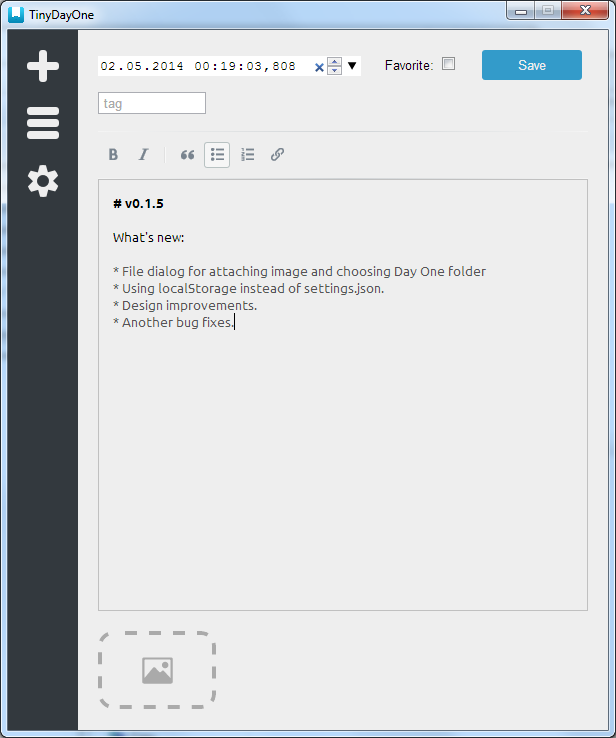 TinyDayOne
02.05.2014 00:19:03,808
Favorite:
Save
tag
B I
# v0.1.5
What's new:
* File dialog for attaching image and choosing Day One folder
* Using localStorage instead of settings.json.
* Design improvements.
* Another bug fixes.